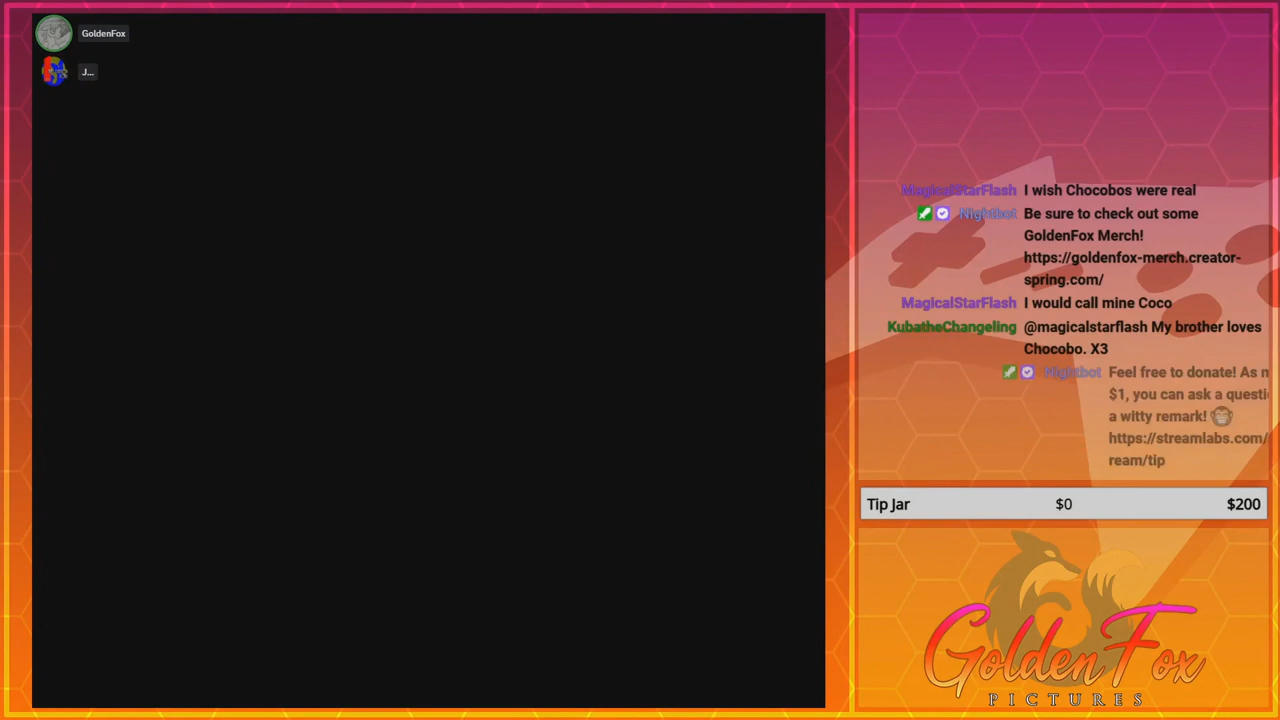 GoldenFox
J...
MagicalStarFlash I wish Chocobos were real
Nightbot Be sure to check out some
GoldenFox Merch!
https://goldenfox-merch.creator-
spring.com/
MagicalStarFlash I would call mine Coco
KubatheChangeling @magicalstarflash My brother loves
Chocobo. X3
Nightbot Feel free to donate! As
$1, you can ask a questi
a witty remark!
https://streamlabs.com/
ream/tip
Tip Jar $0 $200
GoldenFox
PICTURES